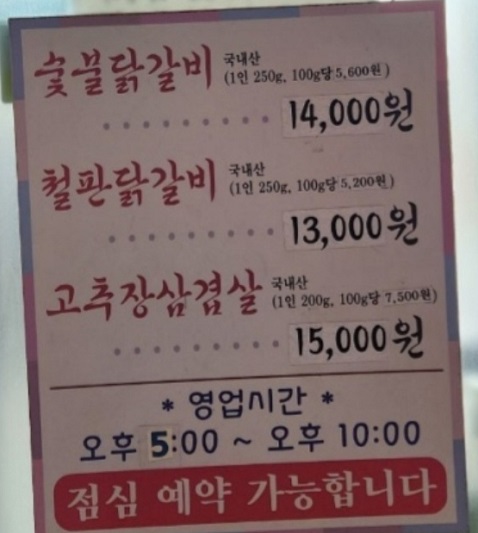 숯불닭갈비 국내산
(1인 250g, 100g당 5,600원)
········· 14,000원
철판닭갈비 국내산
(1인 250g, 100g당 5,200원)
········· 13,000원
고추장삼겹살 국내산
(1인 200g, 100g당 7,500원)
········· 15,000원
* 영업시간 *
오후 5:00 ~ 오후 10:00
점심 예약 가능합니다